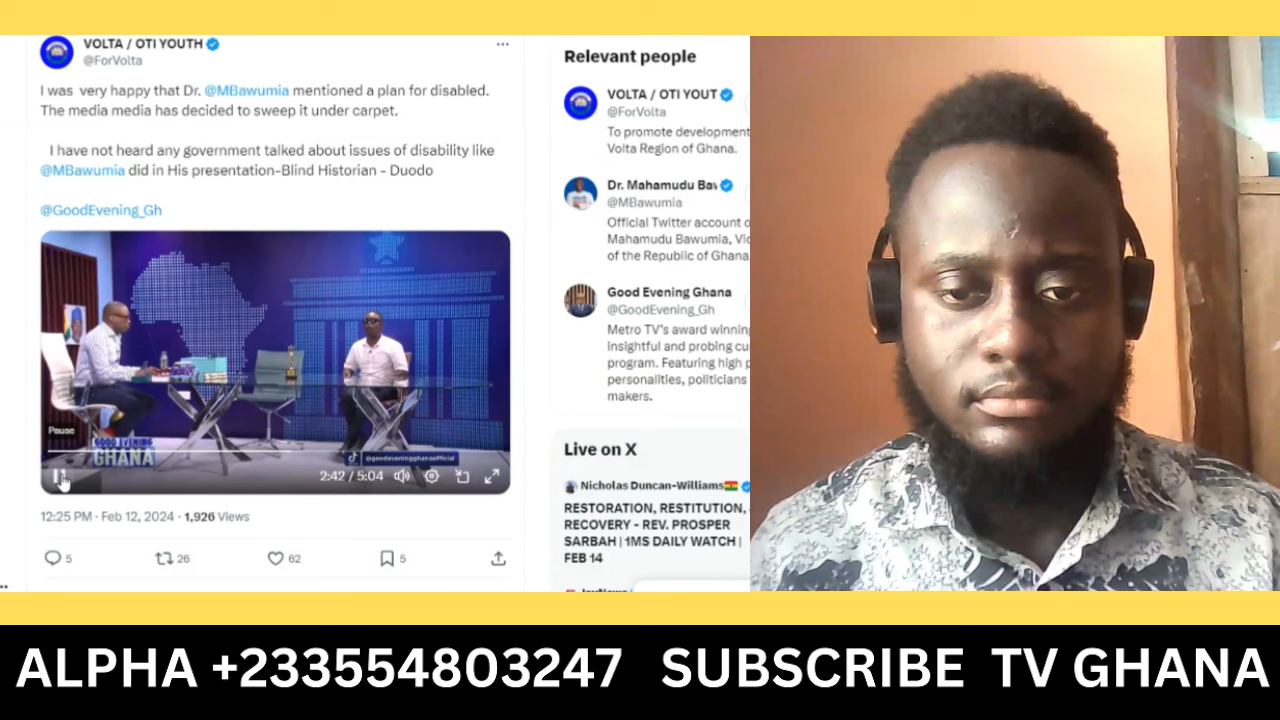 VOLTA / OTI YOUTH
@ForVolta
I was very happy that Dr. @MBawumia mentioned a plan for disabled.
The media media has decided to sweep it under carpet.
I have not heard any government talked about issues of disability like
@MBawumia did in His presentation-Blind Historian - Duodo
@GoodEvening_Gh
Pause
GOOD EVENING
GHANA
@goodeveningghanaofficial
2:42 / 5:04
12:25 PM · Feb 12, 2024 · 1,926 Views
5
26
62
5
Relevant people
VOLTA / OTI YOUT
@ForVolta
To promote development
Volta Region of Ghana.
Dr. Mahamudu Baw
@MBawumia
Official Twitter account o
Mahamudu Bawumia, Vic
of the Republic of Ghana
Good Evening Ghana
@GoodEvening_Gh
Metro TV's award winning
insightful and probing cu
program. Featuring high p
personalities, politicians
makers.
Live on X
Nicholas Duncan-Williams
RESTORATION, RESTITUTION,
RECOVERY - REV. PROSPER
SARBAH | 1MS DAILY WATCH |
FEB 14
ALPHA +233554803247 SUBSCRIBE TV GHANA